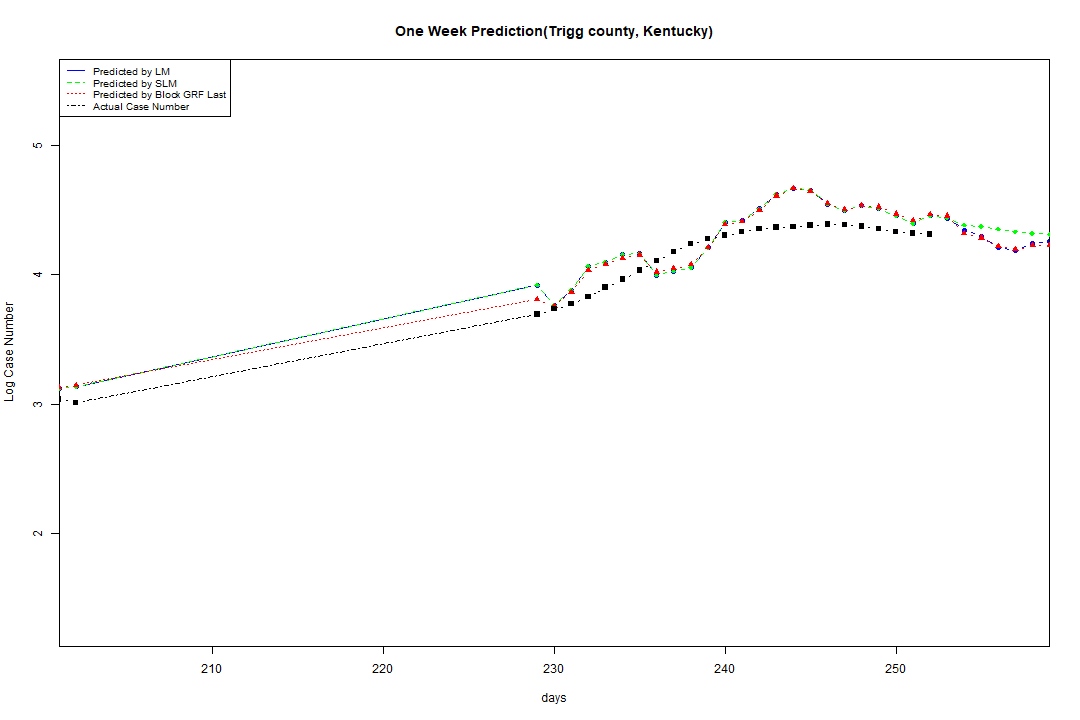 One Week Prediction(Trigg county, Kentucky)
Predicted by LM
Predicted by SLM
Predicted by Block GRF Last
Actual Case Number
5
4
3
2
Log Case Number
210 220 230 240 250
days